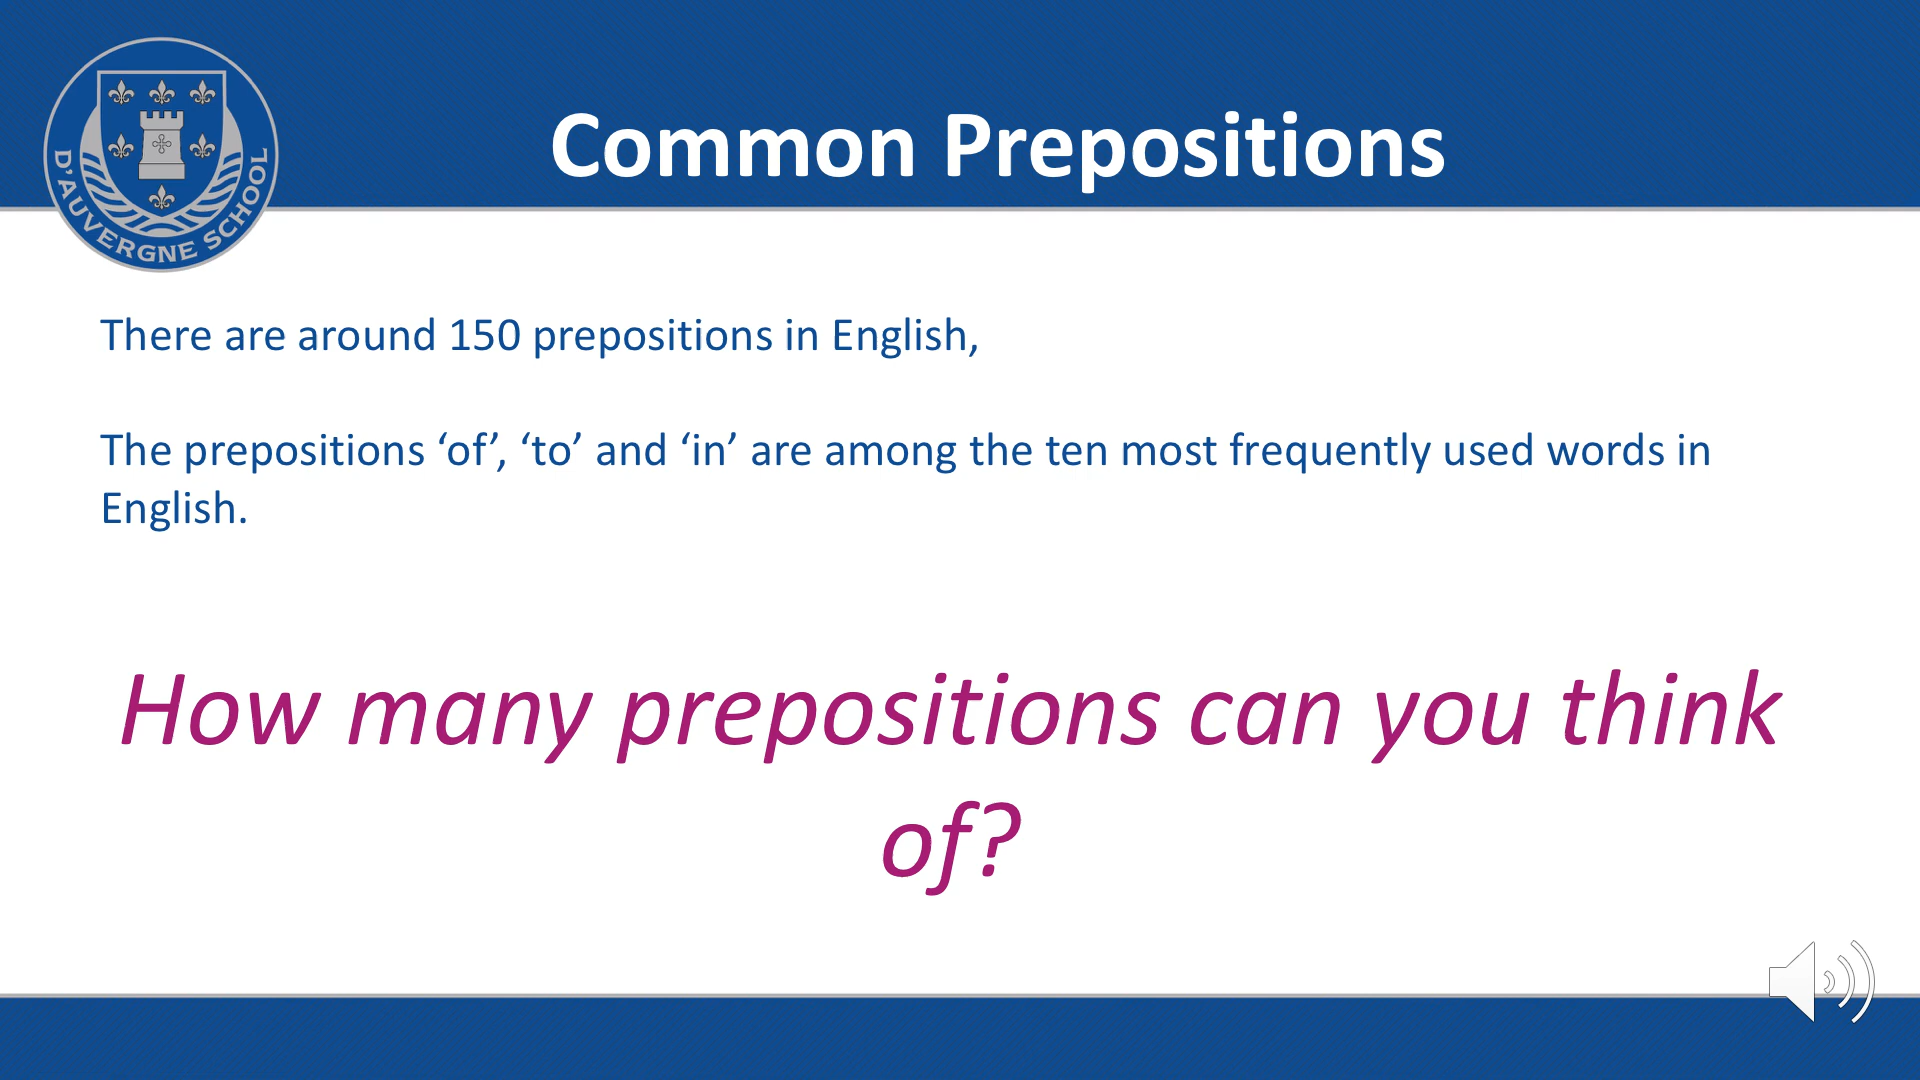 D'AUVERGNE SCHOOL
Common Prepositions
There are around 150 prepositions in English,
The prepositions ‘of’, ‘to’ and ‘in’ are among the ten most frequently used words in
English.
How many prepositions can you think
of?